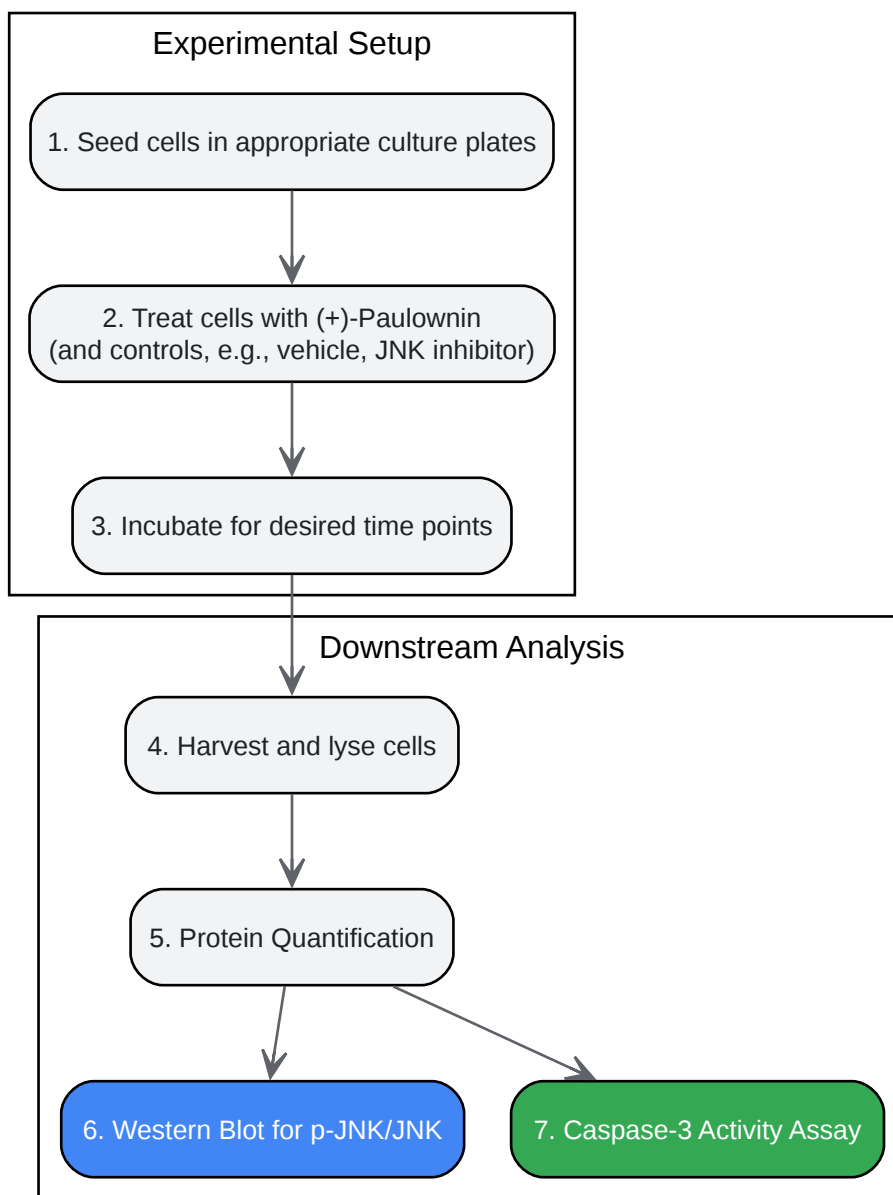 Experimental Setup
1. Seed cells in appropriate culture plates
2. Treat cells with (+)-Paulownin
(and controls, e.g., vehicle, JNK inhibitor)
3. Incubate for desired time points
Downstream Analysis
4. Harvest and lyse cells
5. Protein Quantification
6. Western Blot for p-JNK/JNK
7. Caspase-3 Activity Assay